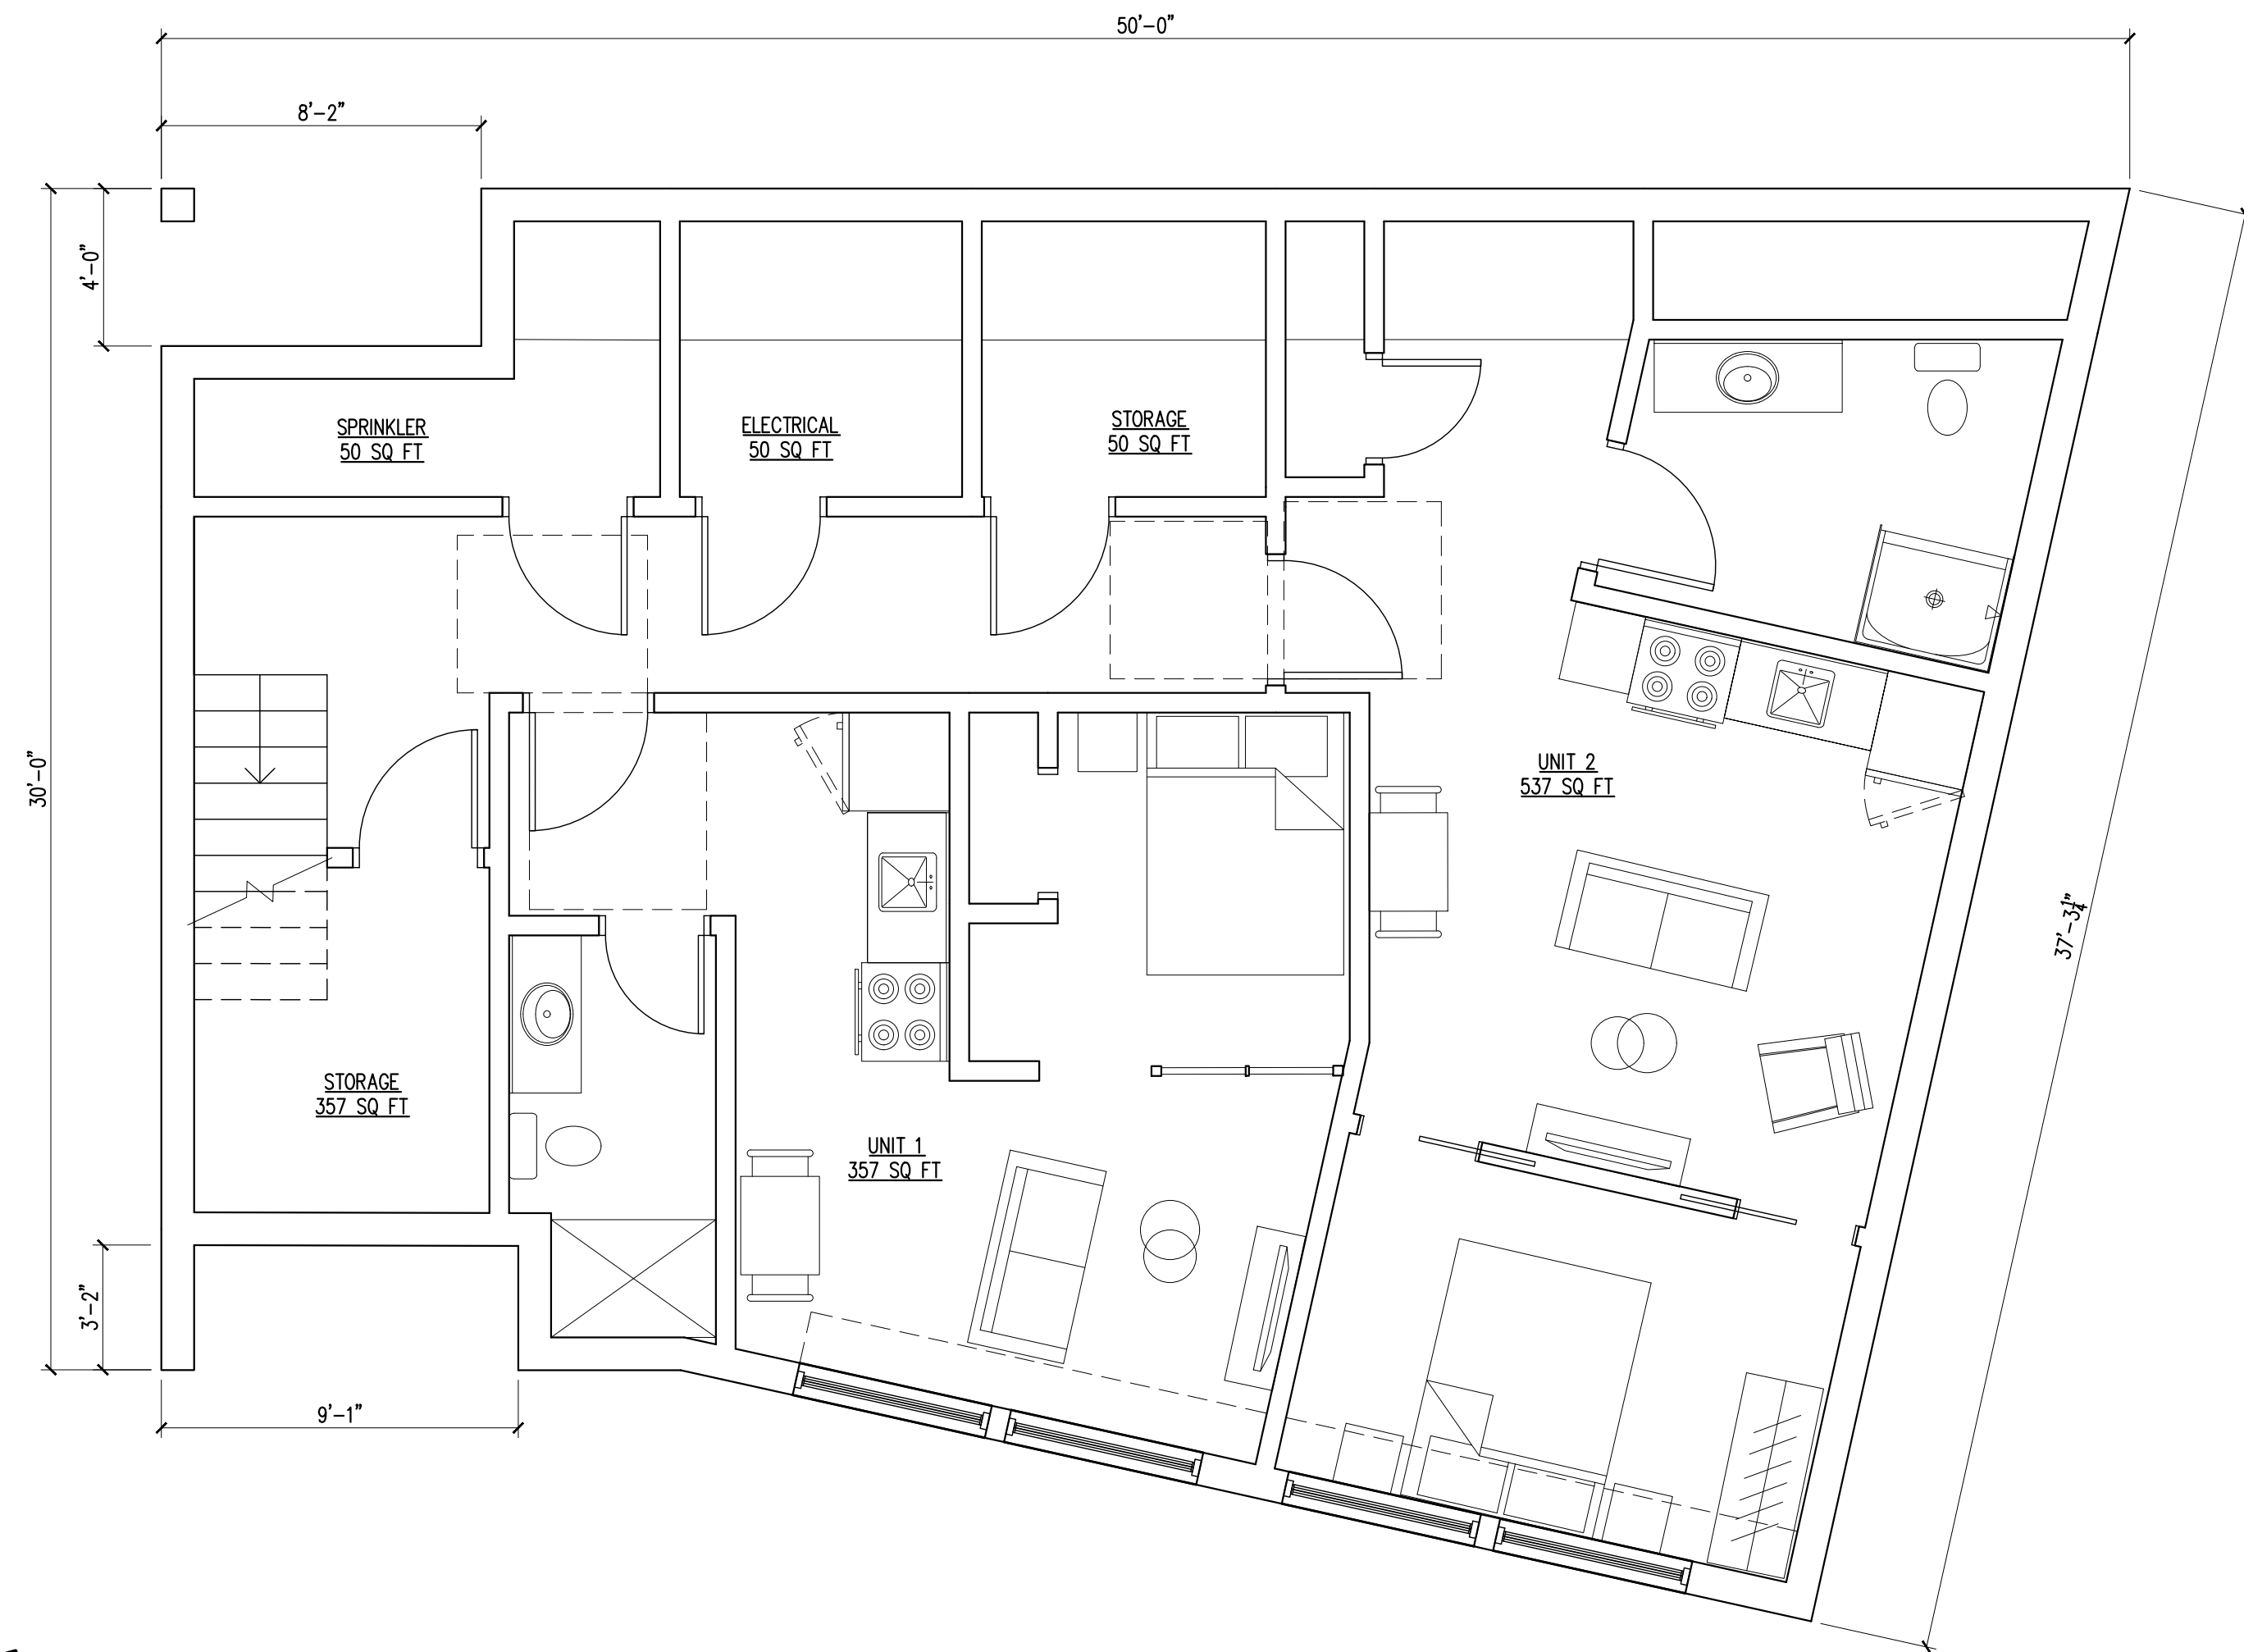 50'-0"
8'-2"
4'-0"
SPRINKLER
50 SQ FT
ELECTRICAL
50 SQ FT
STORAGE
50 SQ FT
30'-0"
UNIT 2
537 SQ FT
37'-3 1/4"
STORAGE
357 SQ FT
UNIT 1
357 SQ FT
3'-2"
9'-1"